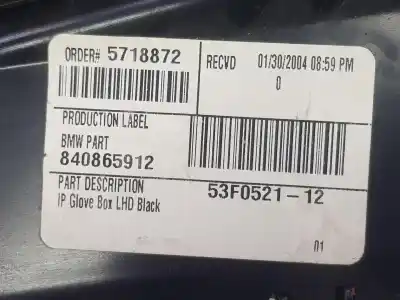 ORDER# 5718872
RECVD 01/30/2004 08:59 PM
0
PRODUCTION LABEL
BMW PART
840865912
PART DESCRIPTION
IP Glove Box LHD Black
53F0521-12
01